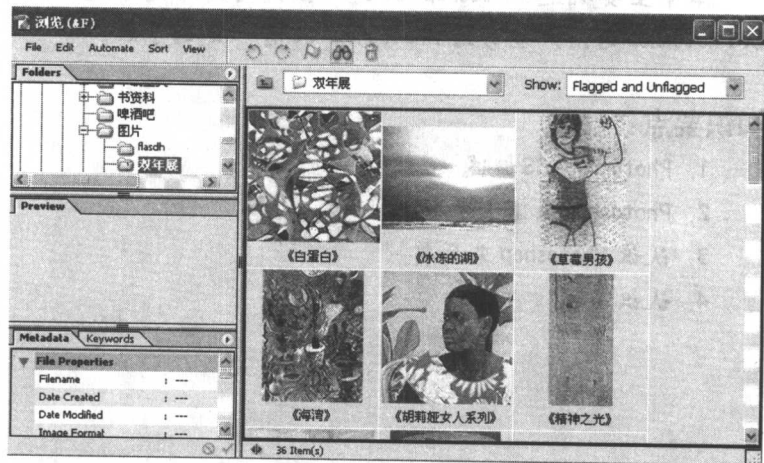 浏览 (&F)
File Edit Automate Sort View
Folders
书资料
啤酒吧
图片
flasdh
双年展
双年展
Show: Flagged and Unflagged
Preview
《白蛋白》
《冰冻的湖》
《草莓男孩》
Metadata Keywords
File Properties
Filename : ---
Date Created : ---
Date Modified : ---
Image Format : ---
《海湾》
《胡莉娅女人系列》
《精神之光》
36 Item(s)